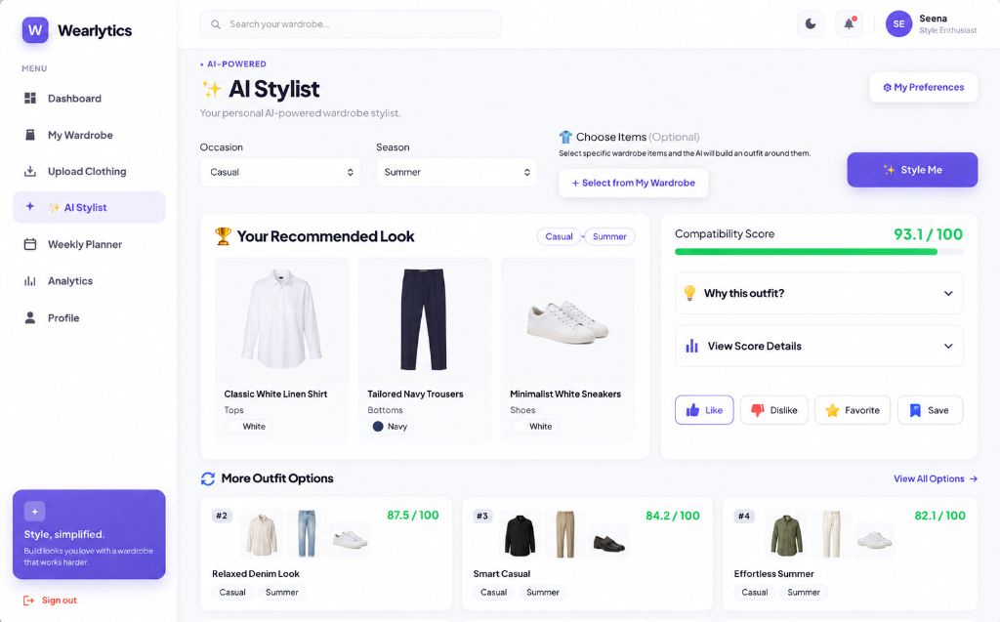 W Wearlytics
MENU
Dashboard
My Wardrobe
Upload Clothing
✨ AI Stylist
Weekly Planner
Analytics
Profile
Style, simplified.
Build looks you love with a wardrobe
that works harder.
Sign out
Search your wardrobe...
SE
Seena
Style Enthusiast
• AI-POWERED
✨ AI Stylist
Your personal AI-powered wardrobe stylist.
⚙ My Preferences
Occasion
Casual
Season
Summer
👕 Choose Items (Optional)
Select specific wardrobe items and the AI will build an outfit around them.
+ Select from My Wardrobe
✨ Style Me
🏆 Your Recommended Look
Casual • Summer
Classic White Linen Shirt
Tops
White
Tailored Navy Trousers
Bottoms
Navy
Minimalist White Sneakers
Shoes
White
Compatibility Score
93.1 / 100
💡 Why this outfit?
View Score Details
Like
Dislike
Favorite
Save
More Outfit Options
View All Options →
#2
87.5 / 100
Relaxed Denim Look
Casual
Summer
#3
84.2 / 100
Smart Casual
Casual
Summer
#4
82.1 / 100
Effortless Summer
Casual
Summer